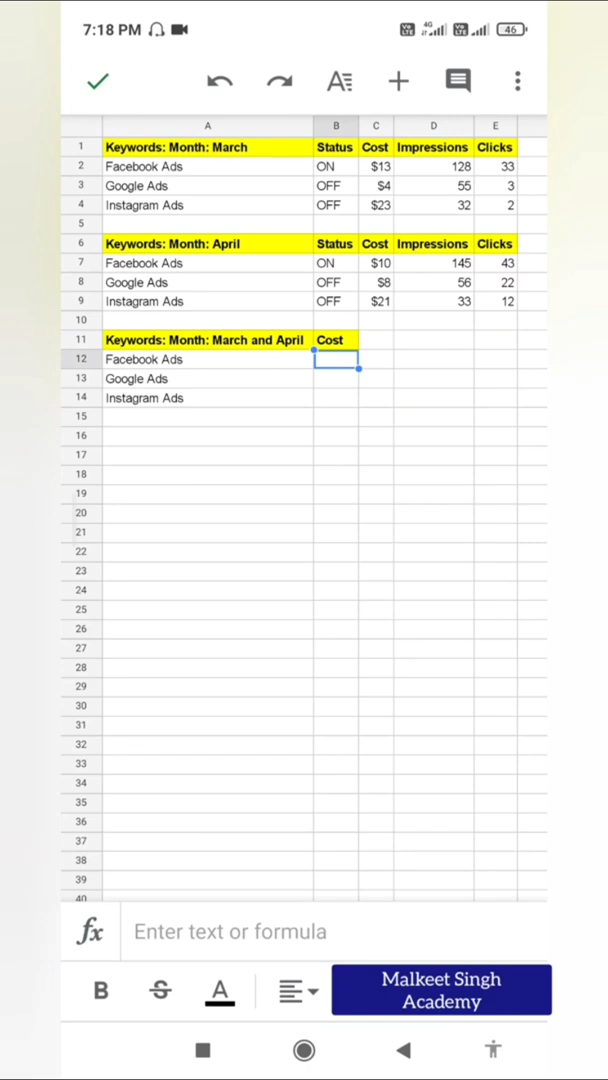 7:18 PM 4G Vo LTE 46
A B C D E
1 Keywords: Month: March Status Cost Impressions Clicks
2 Facebook Ads ON $13 128 33
3 Google Ads OFF $4 55 3
4 Instagram Ads OFF $23 32 2
5
6 Keywords: Month: April Status Cost Impressions Clicks
7 Facebook Ads ON $10 145 43
8 Google Ads OFF $8 56 22
9 Instagram Ads OFF $21 33 12
10
11 Keywords: Month: March and April Cost
12 Facebook Ads
13 Google Ads
14 Instagram Ads
15
16
17
18
19
20
21
22
23
24
25
26
27
28
29
30
31
32
33
34
35
36
37
38
39
40
fx Enter text or formula
B S A
Malkeet Singh
Academy